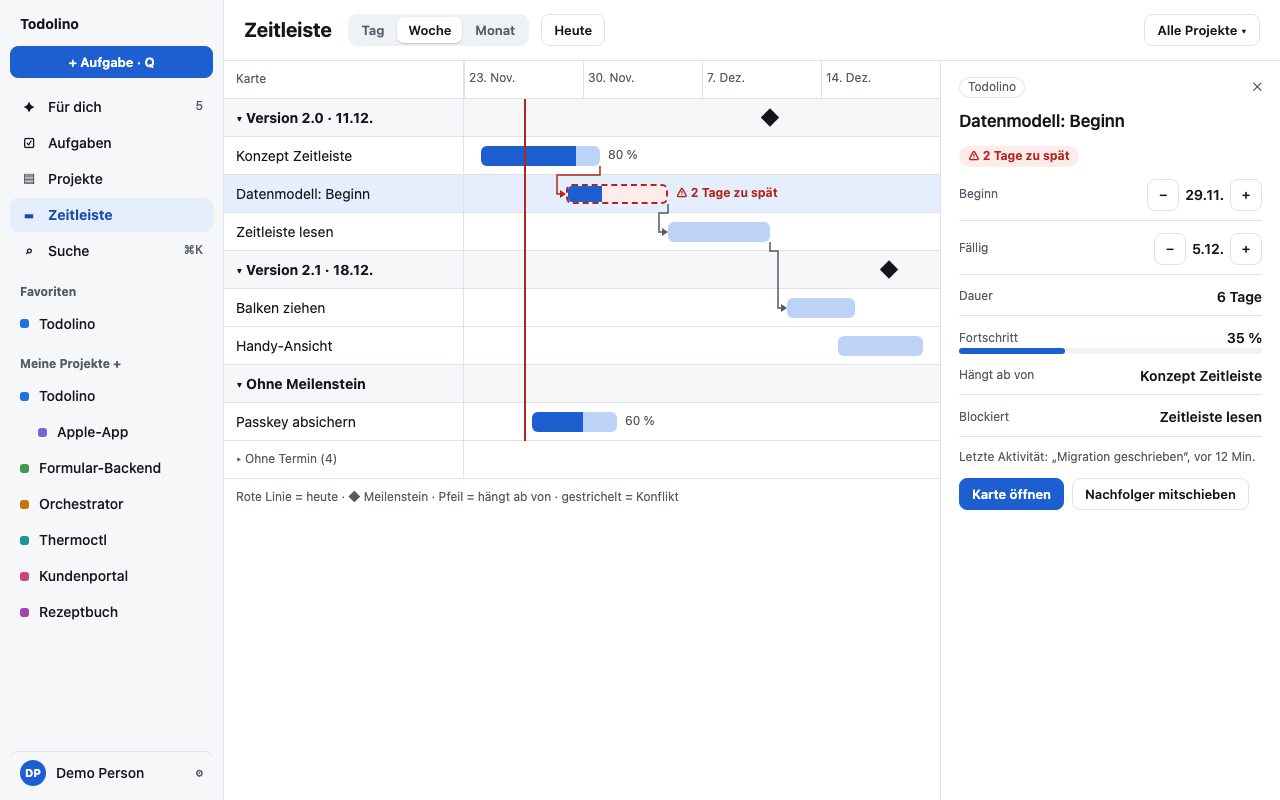 Todolino
+ Aufgabe · Q
Für dich 5
Aufgaben
Projekte
Zeitleiste
Suche ⌘K
Favoriten
Todolino
Meine Projekte +
Todolino
Apple-App
Formular-Backend
Orchestrator
Thermoctl
Kundenportal
Rezeptbuch
DP Demo Person
Zeitleiste Tag Woche Monat Heute Alle Projekte ▾
Karte 23. Nov. 30. Nov. 7. Dez. 14. Dez.
▾ Version 2.0 · 11.12.
Konzept Zeitleiste 80 %
Datenmodell: Beginn ⚠ 2 Tage zu spät
Zeitleiste lesen
▾ Version 2.1 · 18.12.
Balken ziehen
Handy-Ansicht
▾ Ohne Meilenstein
Passkey absichern 60 %
▸ Ohne Termin (4)
Rote Linie = heute · ◆ Meilenstein · Pfeil = hängt ab von · gestrichelt = Konflikt
Todolino ×
Datenmodell: Beginn
⚠ 2 Tage zu spät
Beginn − 29.11. +
Fällig − 5.12. +
Dauer 6 Tage
Fortschritt 35 %
Hängt ab von Konzept Zeitleiste
Blockiert Zeitleiste lesen
Letzte Aktivität: „Migration geschrieben“, vor 12 Min.
Karte öffnen Nachfolger mitschieben